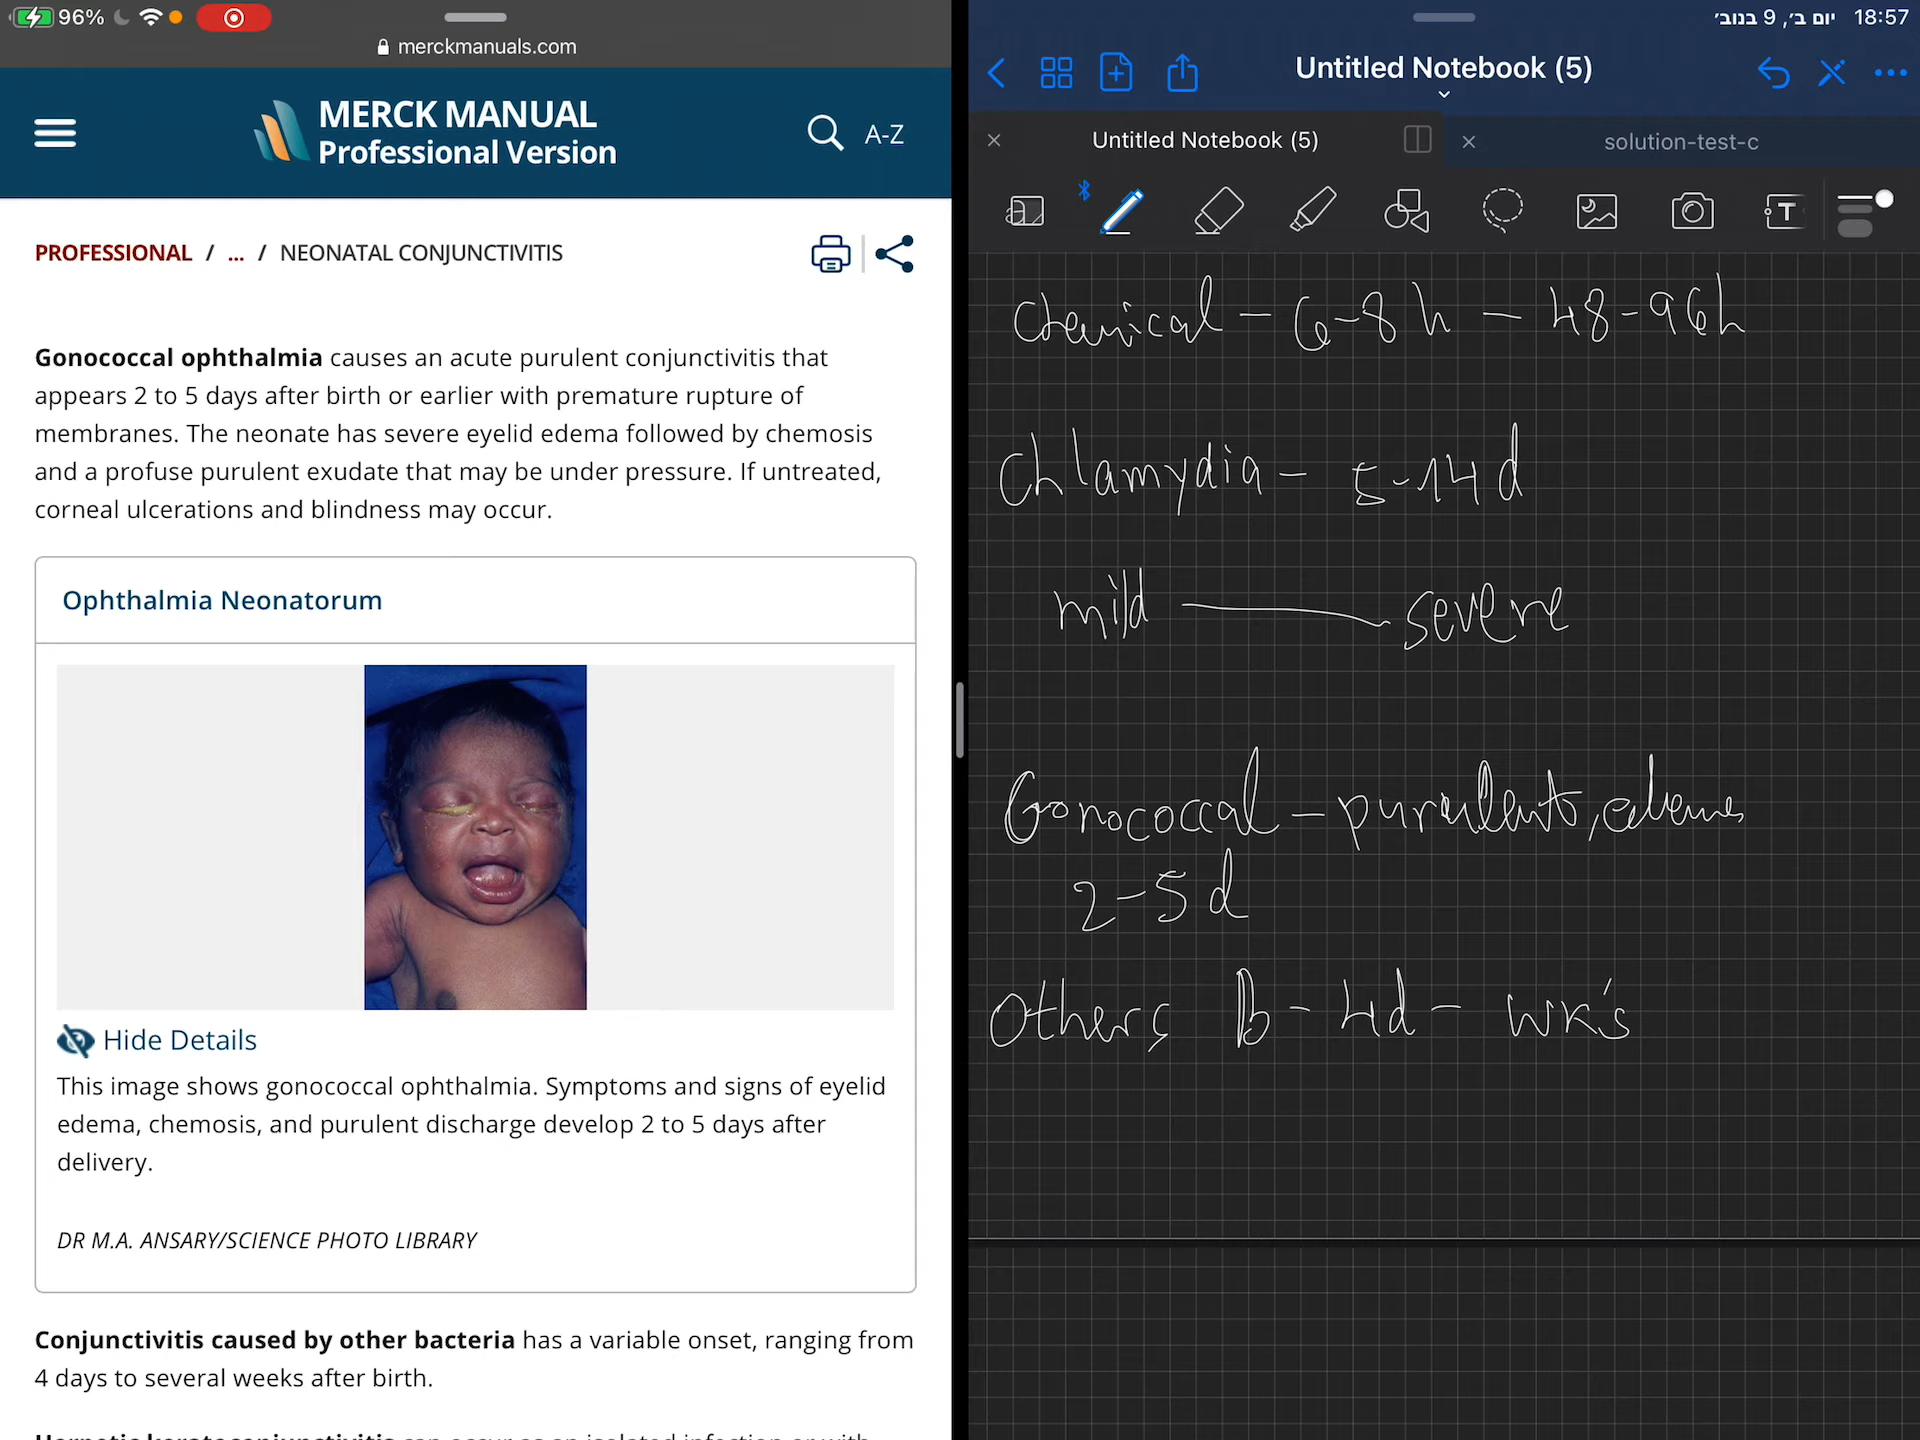 96%
merckmanuals.com
MERCK MANUAL
Professional Version
A-Z
PROFESSIONAL / ... / NEONATAL CONJUNCTIVITIS
Gonococcal ophthalmia causes an acute purulent conjunctivitis that
appears 2 to 5 days after birth or earlier with premature rupture of
membranes. The neonate has severe eyelid edema followed by chemosis
and a profuse purulent exudate that may be under pressure. If untreated,
corneal ulcerations and blindness may occur.
Ophthalmia Neonatorum
Hide Details
This image shows gonococcal ophthalmia. Symptoms and signs of eyelid
edema, chemosis, and purulent discharge develop 2 to 5 days after
delivery.
DR M.A. ANSARY/SCIENCE PHOTO LIBRARY
Conjunctivitis caused by other bacteria has a variable onset, ranging from
4 days to several weeks after birth.
יום ב׳, 9 בנוב׳ 18:57
Untitled Notebook (5)
Untitled Notebook (5)
solution-test-c
Chemical - 6-8 h - 48-96h
Chlamydia - 5-14 d
mild — severe
Gonococcal - purulent, edema
2-5 d
Others B - 4d - wk's